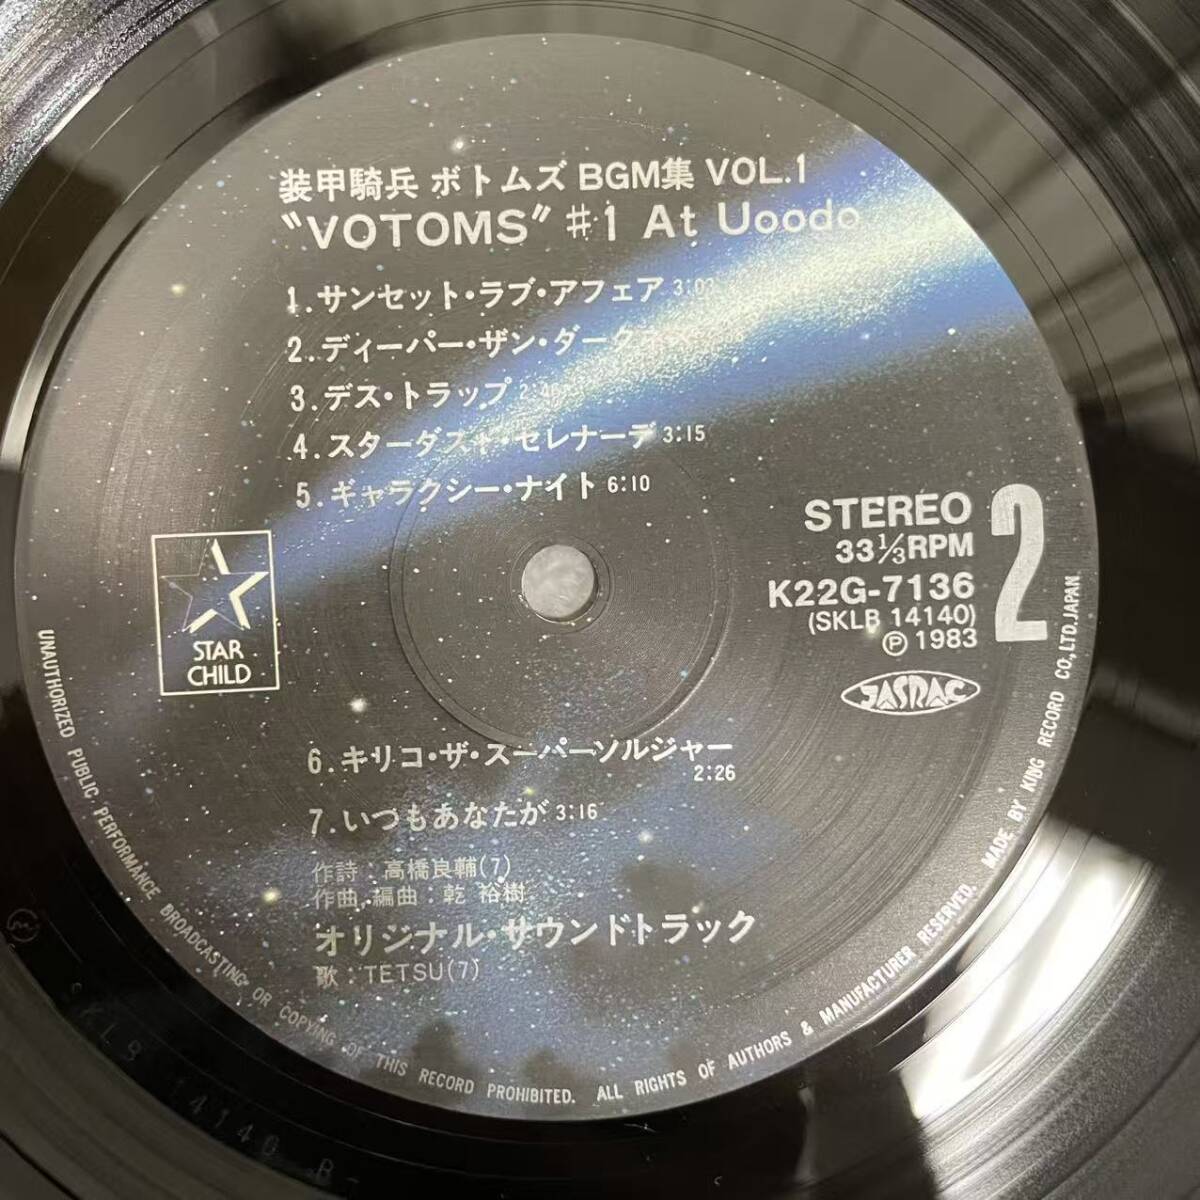 装甲騎兵 ボトムズ BGM集 VOL.1
"VOTOMS" #1 At Uoodo
1.サンセット・ラブ・アフェア
2.ディーパー・ザン・ダークネス
3.デス・トラップ
4.スターダスト・セレナーデ 3:15
5.ギャラクシー・ナイト 6:10
STEREO
33⅓RPM
K22G-7136
(SKLB 14140)
Ⓟ 1983
2
JASRAC
STAR
CHILD
6.キリコ・ザ・スーパーソルジャー
2:26
7.いつもあなたが 3:16
作詩:高橋良輔(7)
作曲,編曲:乾 裕樹
オリジナル・サウンドトラック
歌:TETSU(7)
UNAUTHORIZED PUBLIC PERFORMANCE BROADCASTING OR COPYING OF THIS RECORD PROHIBITED. ALL RIGHTS OF AUTHORS & MANUFACTURER RESERVED. MADE BY KING RECORD CO.,LTD.JAPAN.
SKLB 14140 B